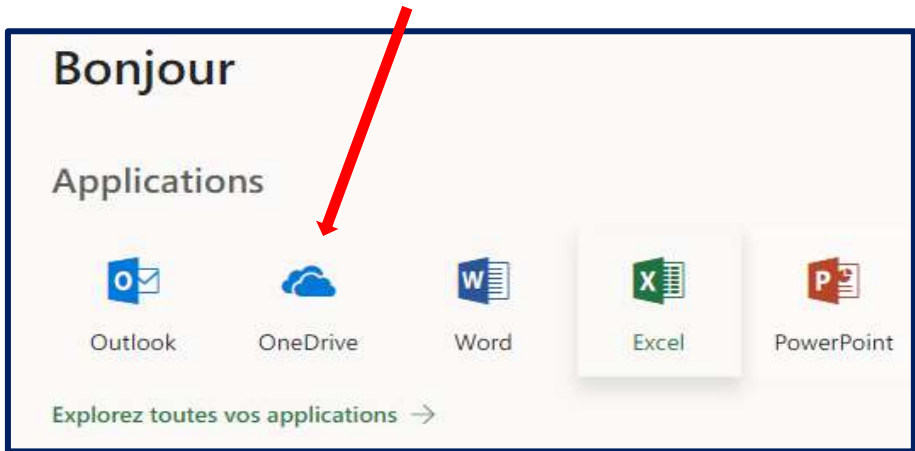 Bonjour
Applications
Outlook OneDrive Word Excel PowerPoint
Explorez toutes vos applications →